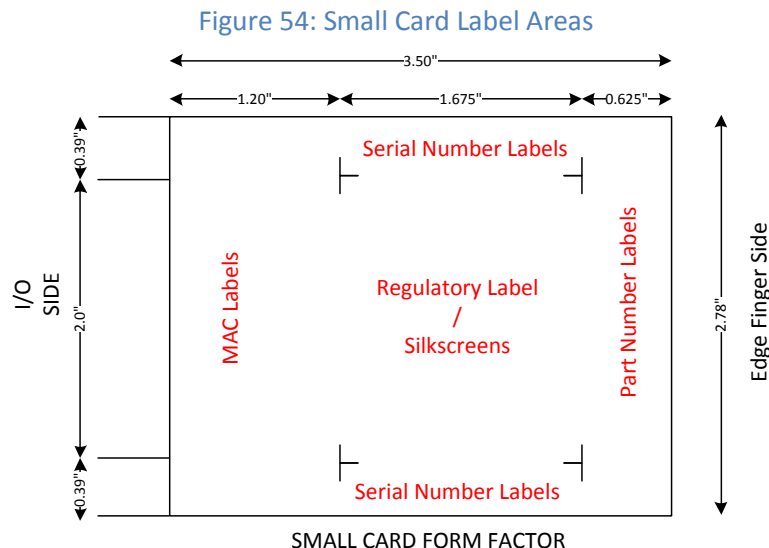 Figure 54: Small Card Label Areas
3.50"
1.20"
1.675"
0.625"
0.39"
Serial Number Labels
I/O
SIDE
2.0"
MAC Labels
Regulatory Label
/
Silkscreens
Part Number Labels
2.78"
Edge Finger Side
0.39"
Serial Number Labels
SMALL CARD FORM FACTOR